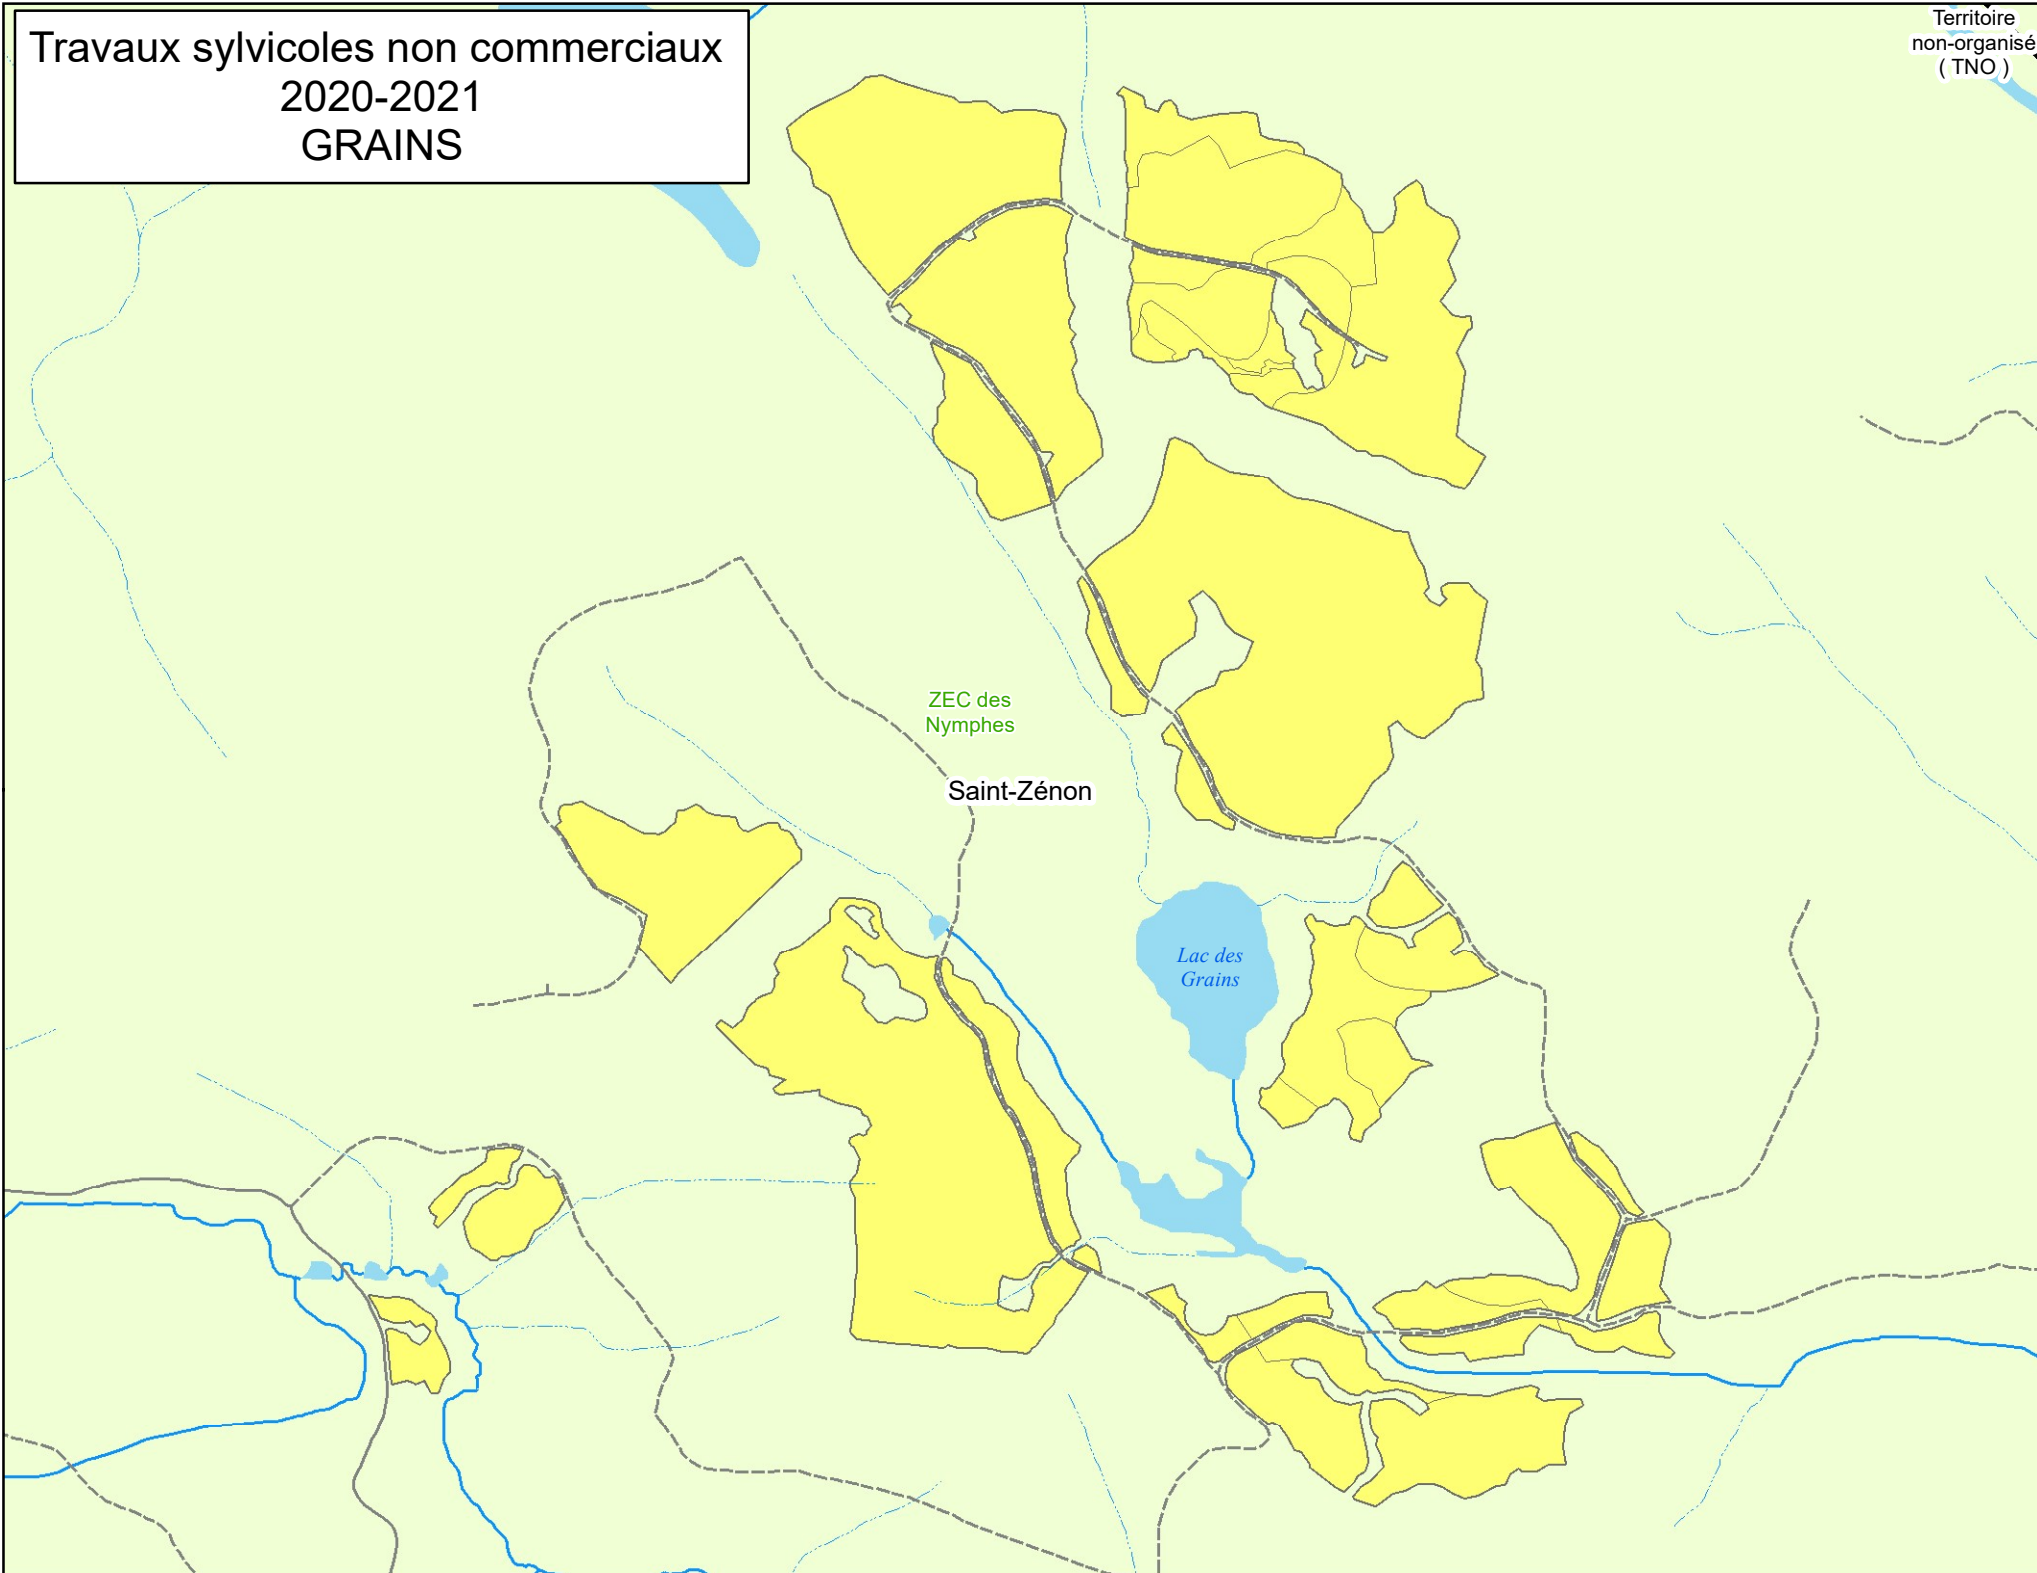 Travaux sylvicoles non commerciaux
2020-2021
GRAINS
Territoire
non-organisé
( TNO )
ZEC des
Nymphes
Saint-Zénon
Lac des
Grains